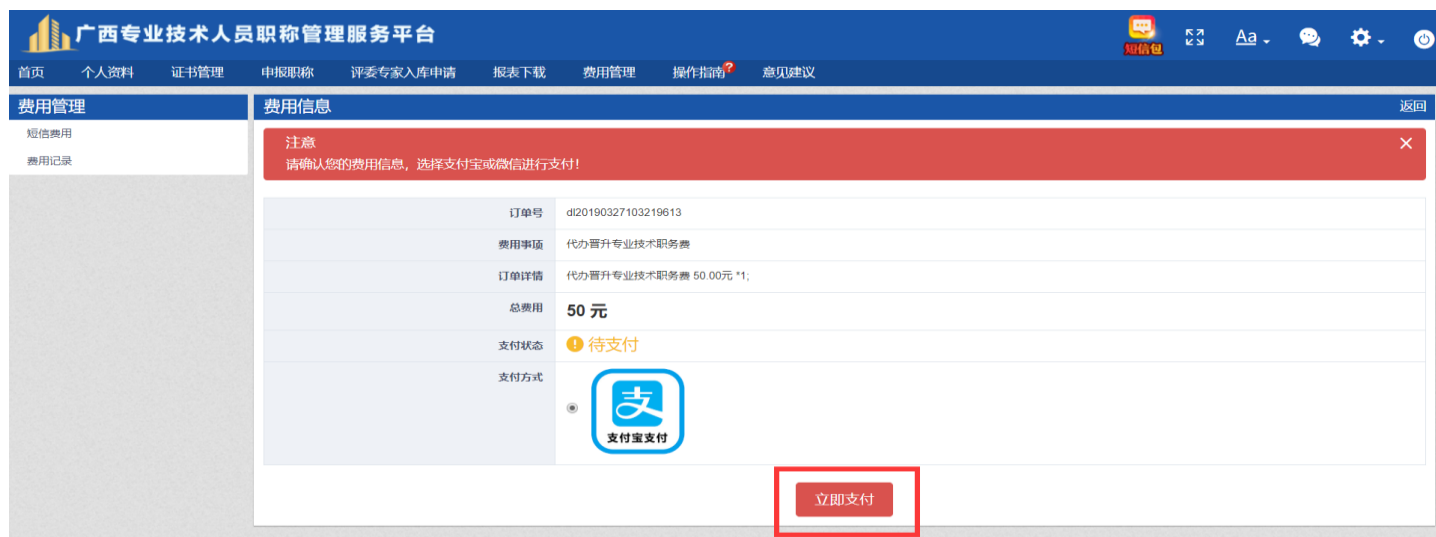 广西专业技术人员职称管理服务平台
短信包
Aa
首页 个人资料 证书管理 申报职称 评委专家入库申请 报表下载 费用管理 操作指南? 意见建议
费用管理
短信费用
费用记录
费用信息 返回
注意
请确认您的费用信息，选择支付宝或微信进行支付！
订单号 dl20190327103219613
费用事项 代办晋升专业技术职务费
订单详情 代办晋升专业技术职务费 50.00元 *1;
总费用 50 元
支付状态 待支付
支付方式
支
支付宝支付
立即支付